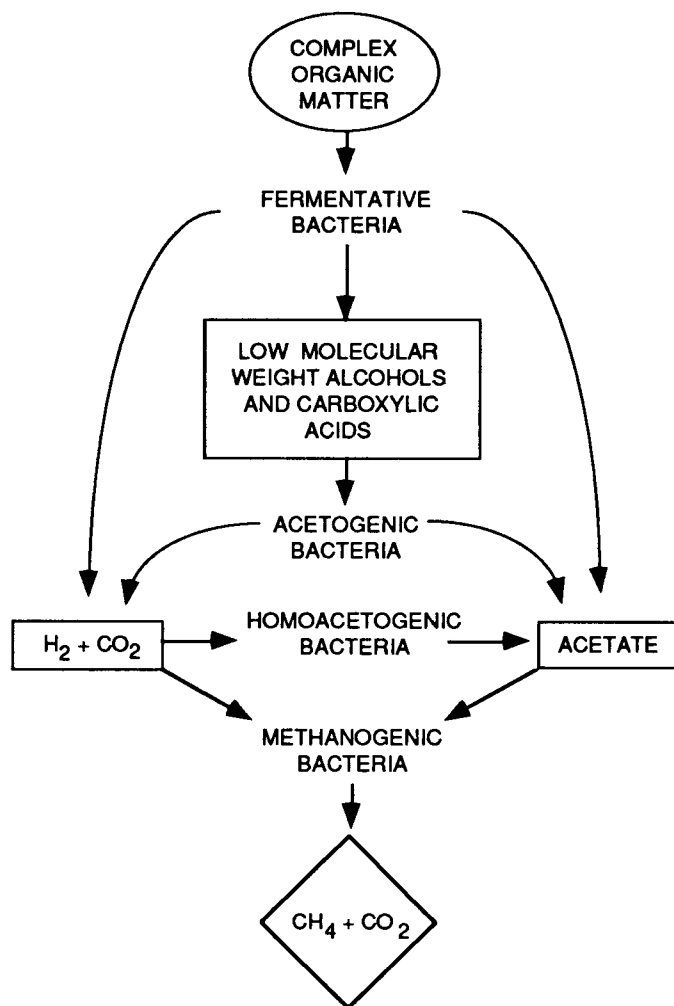 COMPLEX
ORGANIC
MATTER
FERMENTATIVE
BACTERIA
LOW MOLECULAR
WEIGHT ALCOHOLS
AND CARBOXYLIC
ACIDS
ACETOGENIC
BACTERIA
H2 + CO2
HOMOACETOGENIC
BACTERIA
ACETATE
METHANOGENIC
BACTERIA
CH4 + CO2